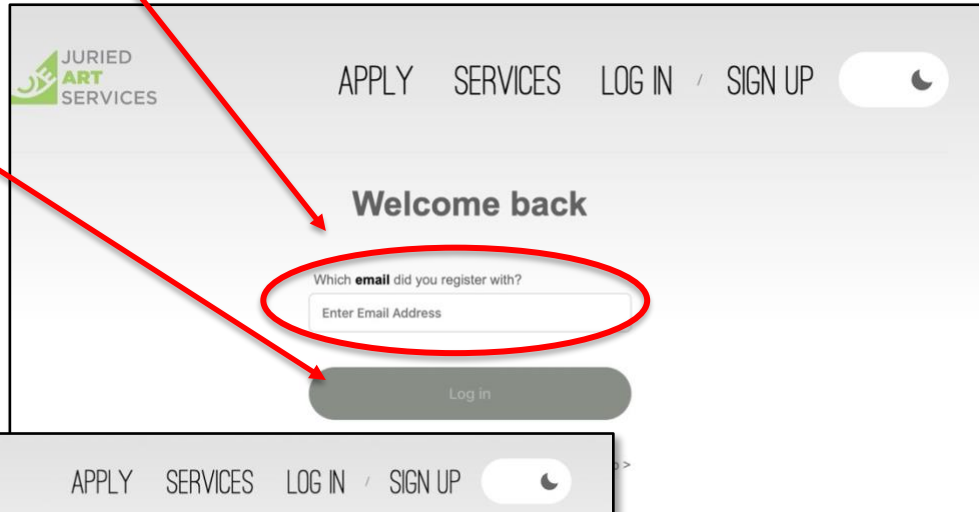 JURIED
ART
SERVICES
APPLY SERVICES LOG IN / SIGN UP
Welcome back
Which email did you register with?
Enter Email Address
Log in
>
APPLY SERVICES LOG IN / SIGN UP